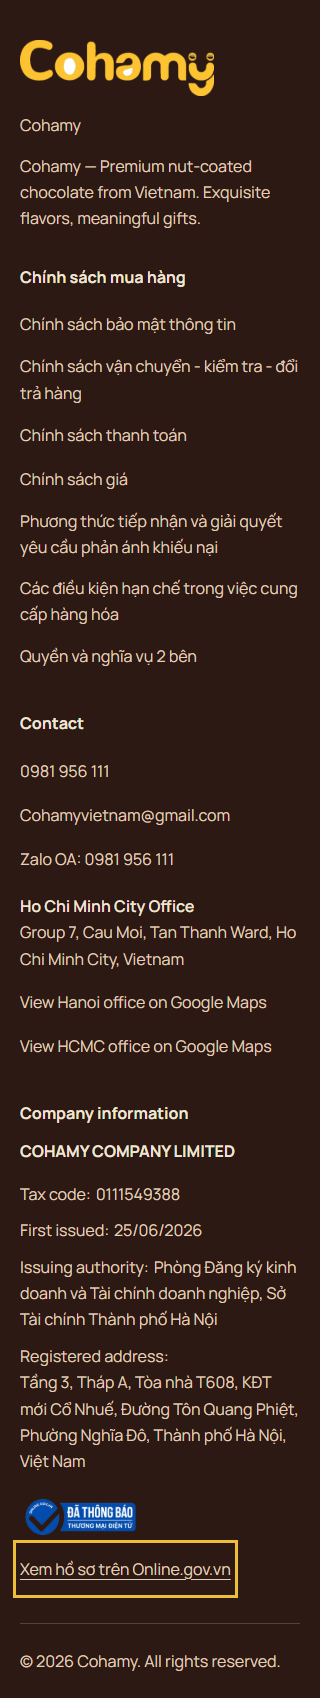 Cohamy
Cohamy
Cohamy — Premium nut-coated
chocolate from Vietnam. Exquisite
flavors, meaningful gifts.
Chính sách mua hàng
Chính sách bảo mật thông tin
Chính sách vận chuyển - kiểm tra - đổi
trả hàng
Chính sách thanh toán
Chính sách giá
Phương thức tiếp nhận và giải quyết
yêu cầu phản ánh khiếu nại
Các điều kiện hạn chế trong việc cung
cấp hàng hóa
Quyền và nghĩa vụ 2 bên
Contact
0981 956 111
Cohamyvietnam@gmail.com
Zalo OA: 0981 956 111
Ho Chi Minh City Office
Group 7, Cau Moi, Tan Thanh Ward, Ho
Chi Minh City, Vietnam
View Hanoi office on Google Maps
View HCMC office on Google Maps
Company information
COHAMY COMPANY LIMITED
Tax code: 0111549388
First issued: 25/06/2026
Issuing authority: Phòng Đăng ký kinh
doanh và Tài chính doanh nghiệp, Sở
Tài chính Thành phố Hà Nội
Registered address:
Tầng 3, Tháp A, Tòa nhà T608, KĐT
mới Cổ Nhuế, Đường Tôn Quang Phiệt,
Phường Nghĩa Đô, Thành phố Hà Nội,
Việt Nam
ONLINE.GOV.VN
ĐÃ THÔNG BÁO
THƯƠNG MẠI ĐIỆN TỬ
Xem hồ sơ trên Online.gov.vn
© 2026 Cohamy. All rights reserved.